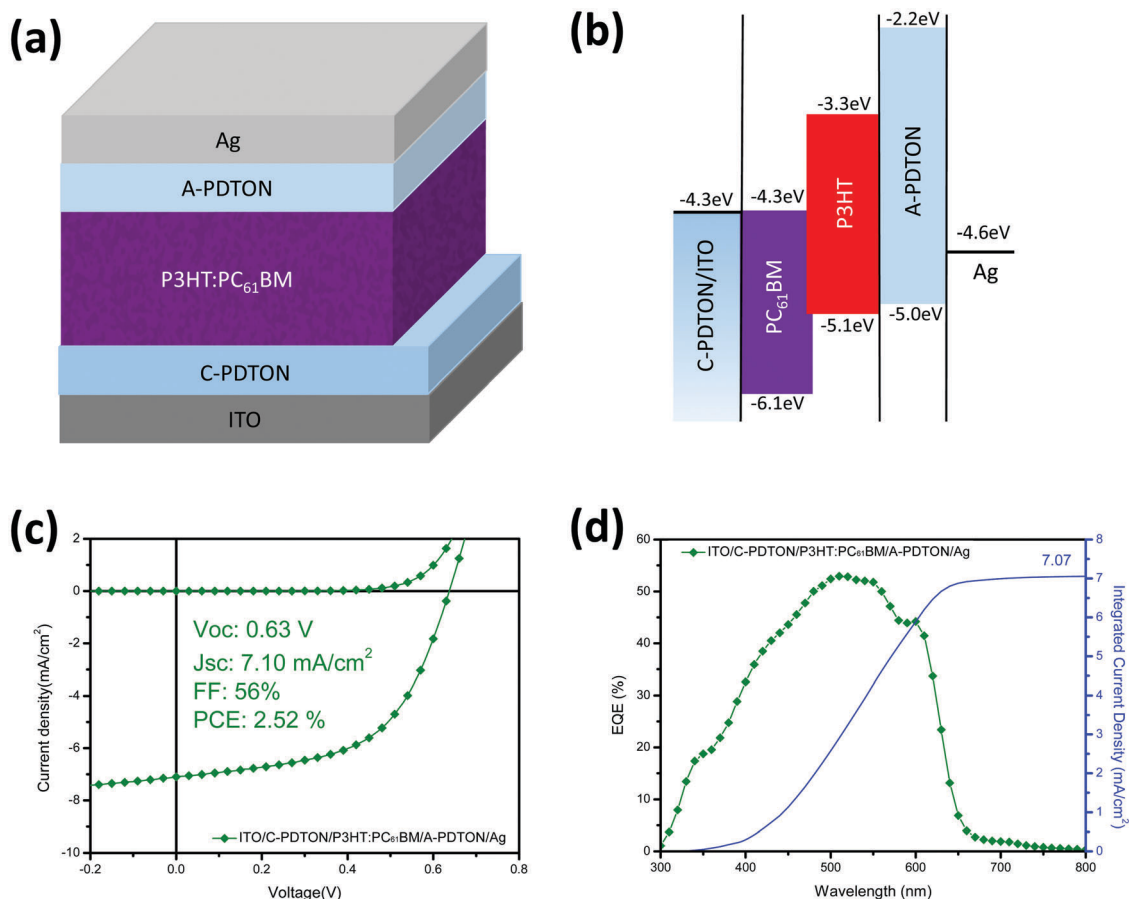 (a)
Ag
A-PDTON
P3HT:PC₆₁BM
C-PDTON
ITO
(b)
-2.2eV
-3.3eV
-4.3eV
-4.3eV
-4.6eV
Ag
C-PDTON/ITO
PC₆₁BM
P3HT
A-PDTON
-5.0eV
-5.1eV
-6.1eV
(c)
2
0
-2
-4
-6
-8
-10
Current density(mA/cm²)
Voc: 0.63 V
Jsc: 7.10 mA/cm²
FF: 56%
PCE: 2.52 %
ITO/C-PDTON/P3HT:PC₆₁BM/A-PDTON/Ag
-0.2
0.0
0.2
0.4
0.6
0.8
Voltage(V)
(d)
60
50
40
30
20
10
0
EQE (%)
ITO/C-PDTON/P3HT:PC₆₁BM/A-PDTON/Ag
7.07
8
7
6
5
4
3
2
1
0
Integrated Current Density (mA/cm²)
300
400
500
600
700
800
Wavelength (nm)